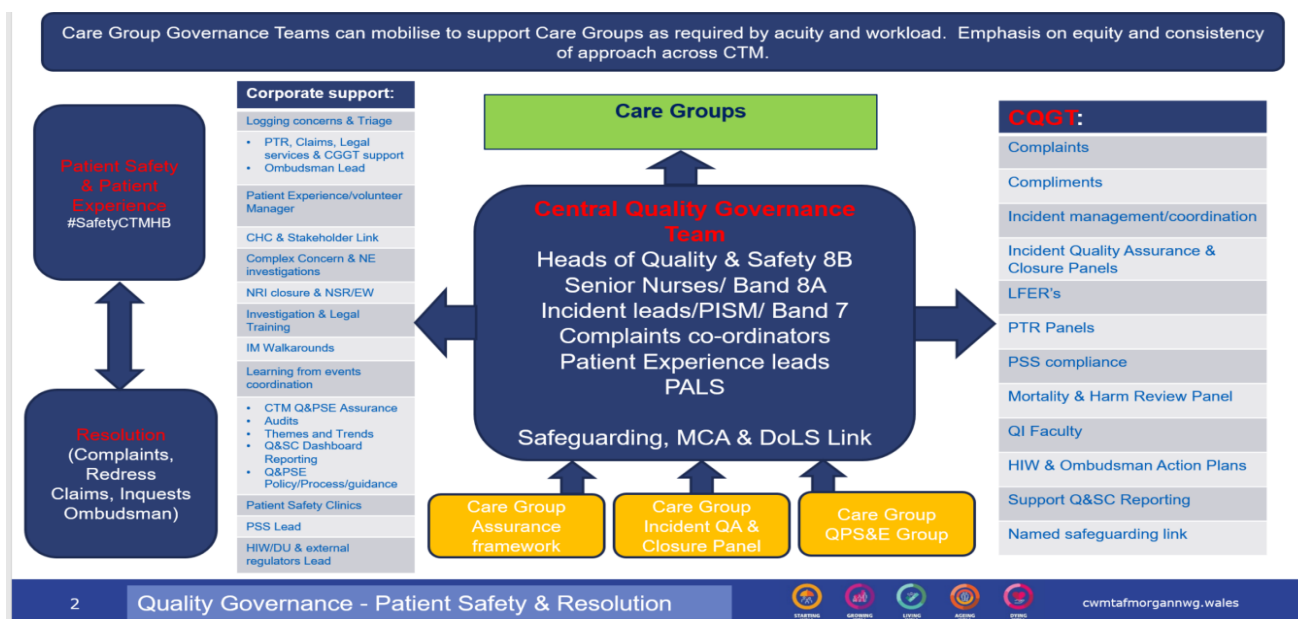 Care Group Governance Teams can mobilise to support Care Groups as required by acuity and workload. Emphasis on equity and consistency
of approach across CTM.
Patient Safety
& Patient
Experience
#SafetyCTMHB
Resolution
(Complaints,
Redress
Claims, Inquests
Ombudsman)
Corporate support:
Logging concerns & Triage
• PTR, Claims, Legal
services & CGGT support
• Ombudsman Lead
Patient Experience/volunteer
Manager
CHC & Stakeholder Link
Complex Concern & NE
investigations
NRI closure & NSR/EW
Investigation & Legal
Training
IM Walkarounds
Learning from events
coordination
• CTM Q&PSE Assurance
• Audits
• Themes and Trends
• Q&SC Dashboard
Reporting
• Q&PSE
Policy/Process/guidance
Patient Safety Clinics
PSS Lead
HIW/DU & external
regulators Lead
Care Groups
Central Quality Governance
Team
Heads of Quality & Safety 8B
Senior Nurses/ Band 8A
Incident leads/PISM/ Band 7
Complaints co-ordinators
Patient Experience leads
PALS
Safeguarding, MCA & DoLS Link
Care Group
Assurance
framework
Care Group
Incident QA &
Closure Panel
Care Group
QPS&E Group
CQGT:
Complaints
Compliments
Incident management/coordination
Incident Quality Assurance &
Closure Panels
LFER's
PTR Panels
PSS compliance
Mortality & Harm Review Panel
QI Faculty
HIW & Ombudsman Action Plans
Support Q&SC Reporting
Named safeguarding link
2
Quality Governance - Patient Safety & Resolution
STARTING
GROWING
LIVING
AGEING
DYING
cwmtafmorgannwg.wales